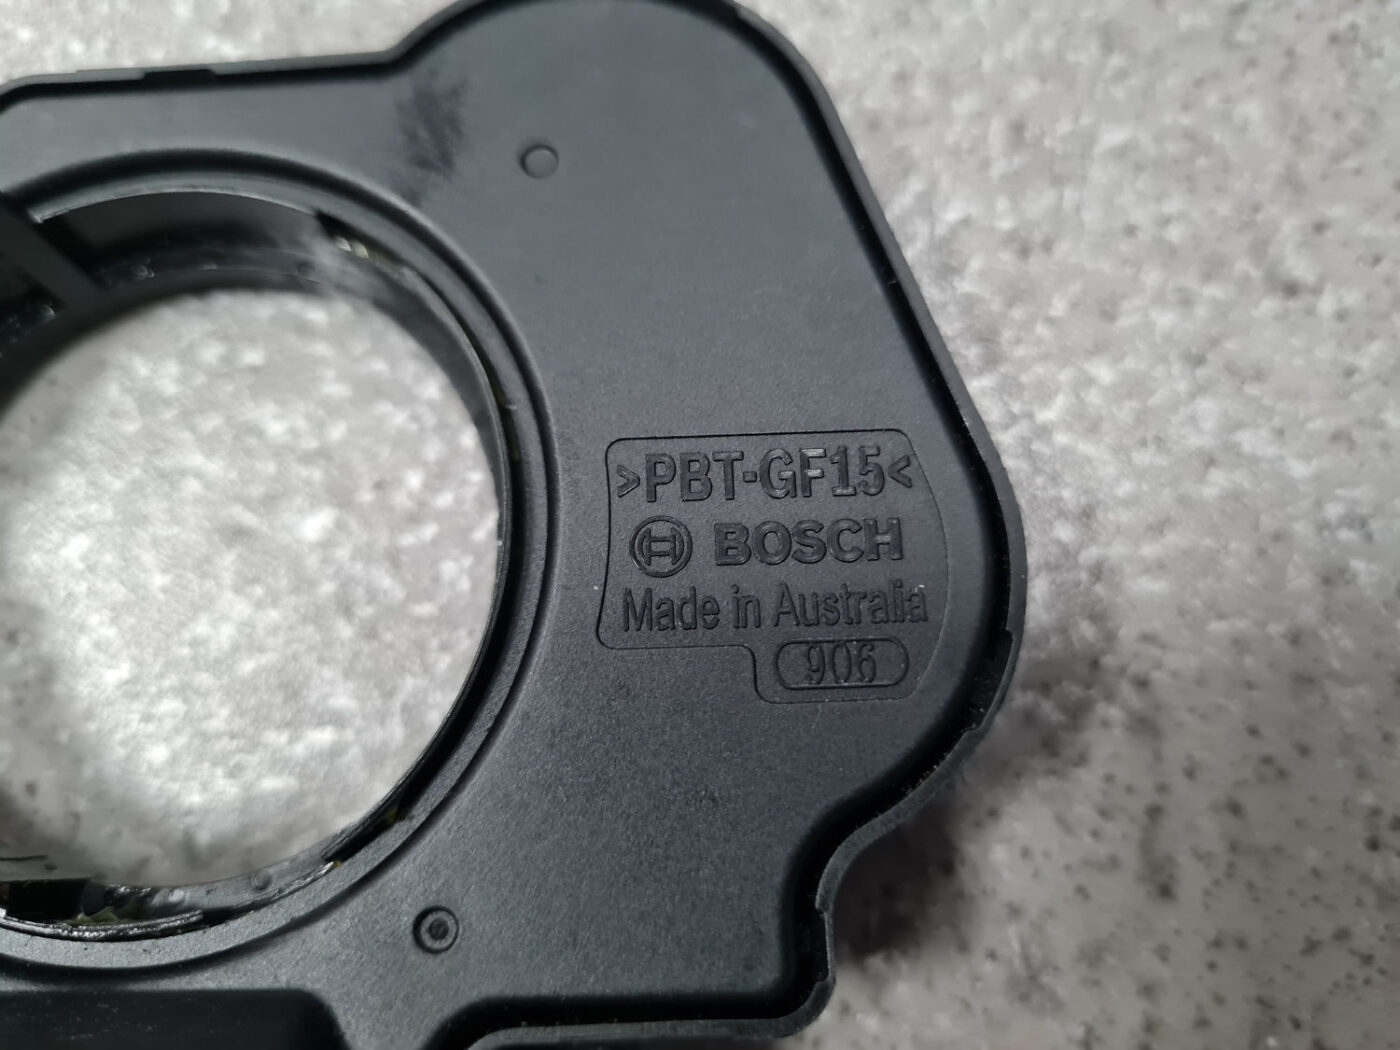 >PBT-GF15<
BOSCH
Made in Australia
906